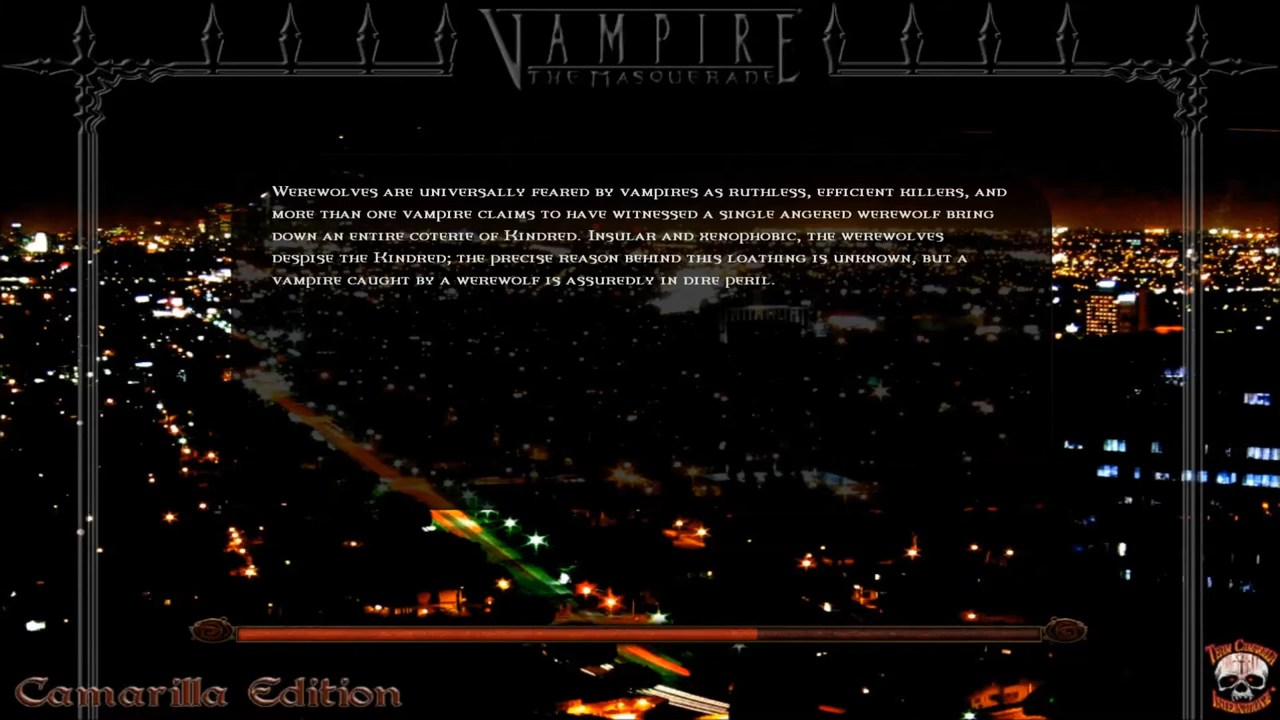 VAMPIRE
THE MASQUERADE
Werewolves are universally feared by vampires as ruthless, efficient killers, and
more than one vampire claims to have witnessed a single angered werewolf bring
down an entire coterie of Kindred. Insular and xenophobic, the werewolves
despise the Kindred; the precise reason behind this loathing is unknown, but a
vampire caught by a werewolf is assuredly in dire peril.
Camarilla Edition
Team Camarilla
International